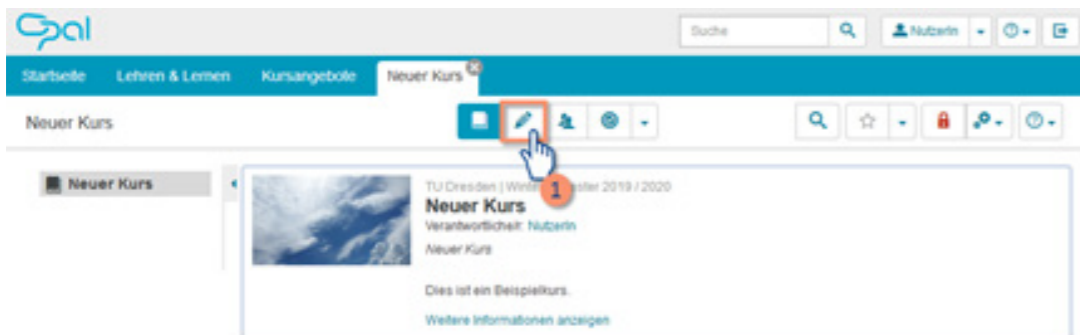 Opal
Suche
NutzerIn
Startseite Lehren & Lernen Kursangebote Neuer Kurs
Neuer Kurs
Neuer Kurs
TU Dresden | Winter ster 2019 / 2020
1
Neuer Kurs
Verantwortlicheit: NutzerIn
Neuer Kurs
Dies ist ein Beispielkurs.
Weitere Informationen anzeigen